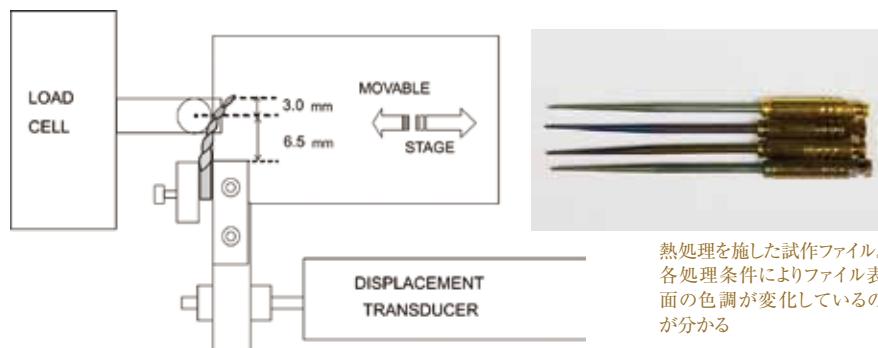 LOAD
CELL
3.0 mm
6.5 mm
MOVABLE
STAGE
DISPLACEMENT
TRANSDUCER
熱処理を施した試作ファイル。
各処理条件によりファイル表
面の色調が変化しているの
が分かる